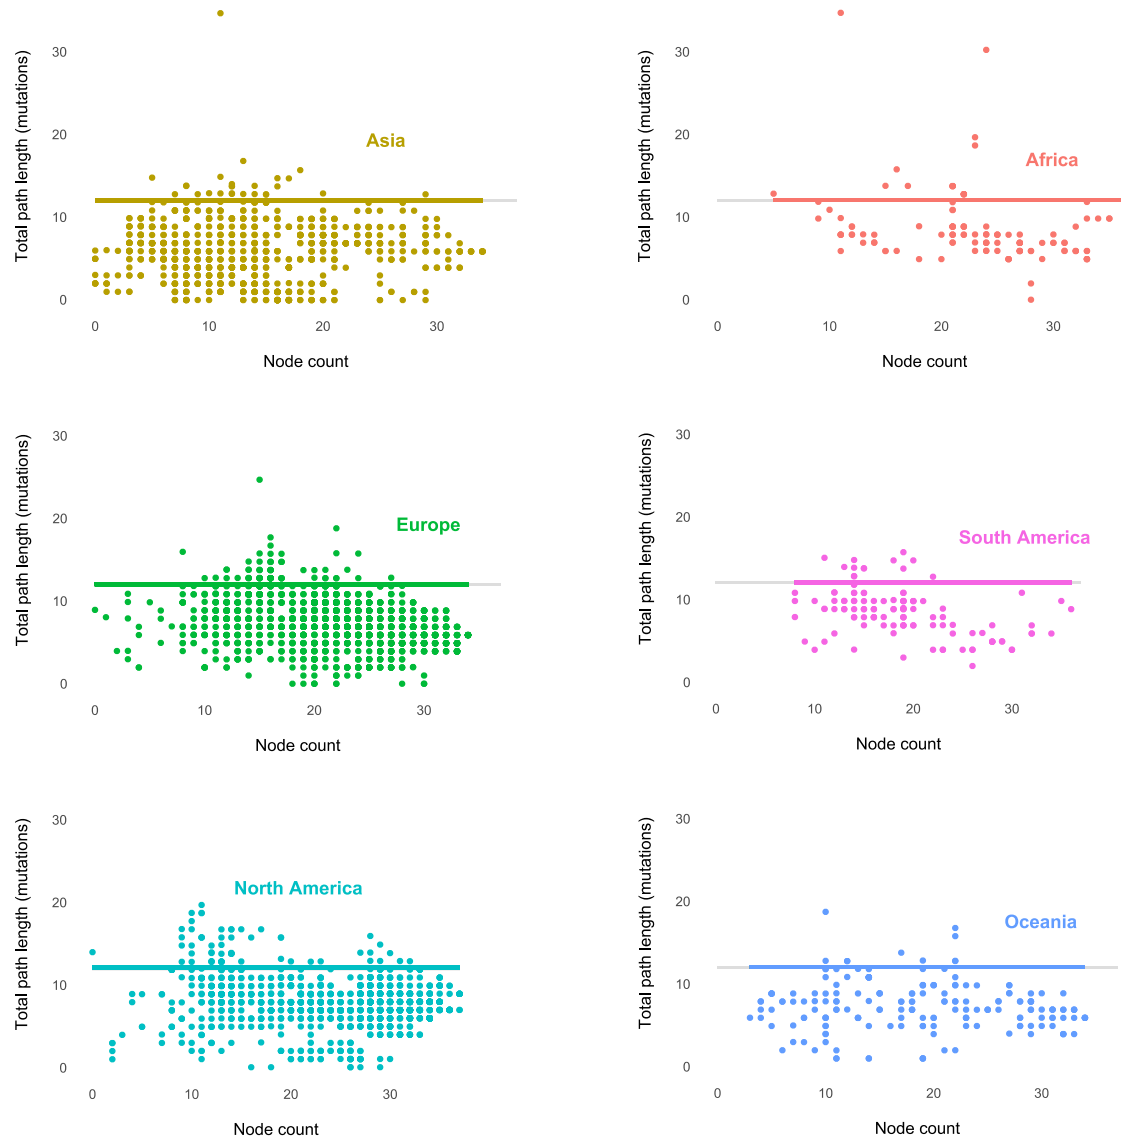 Total path length (mutations)
30
20
10
0
Asia
0 10 20 30
Node count
Total path length (mutations)
30
20
10
0
Africa
0 10 20 30
Node count
Total path length (mutations)
30
20
10
0
Europe
0 10 20 30
Node count
Total path length (mutations)
30
20
10
0
South America
0 10 20 30
Node count
Total path length (mutations)
30
20
10
0
North America
0 10 20 30
Node count
Total path length (mutations)
30
20
10
0
Oceania
0 10 20 30
Node count